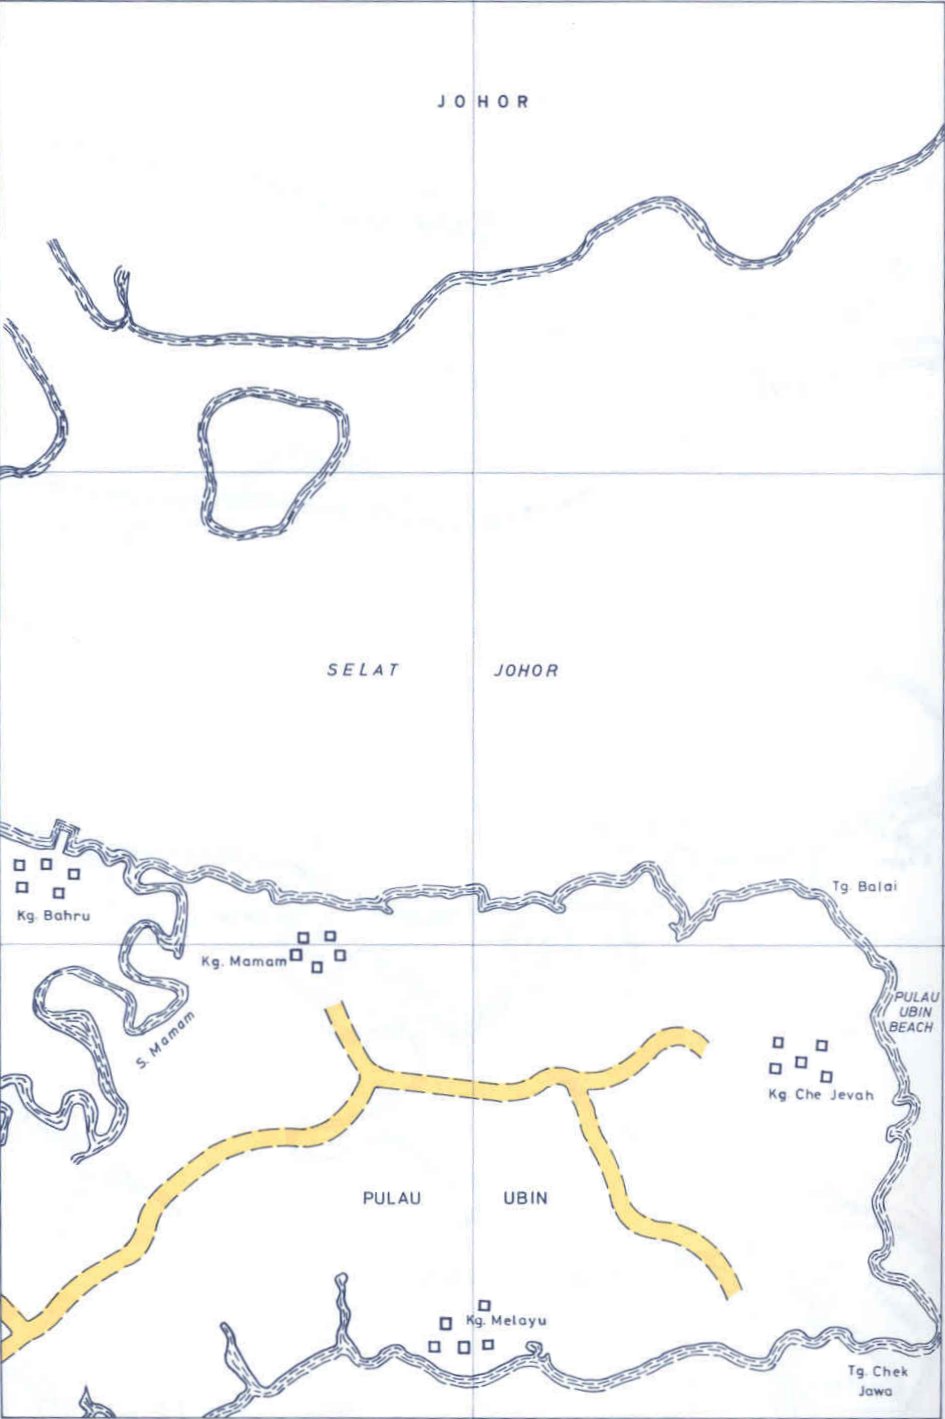 JOHOR
SELAT JOHOR
Tg. Balai
Kg. Bahru
Kg. Mamam
PULAU
UBIN
BEACH
S. Mamam
Kg. Che Jevah
PULAU UBIN
Kg. Melayu
Tg. Chek
Jawa